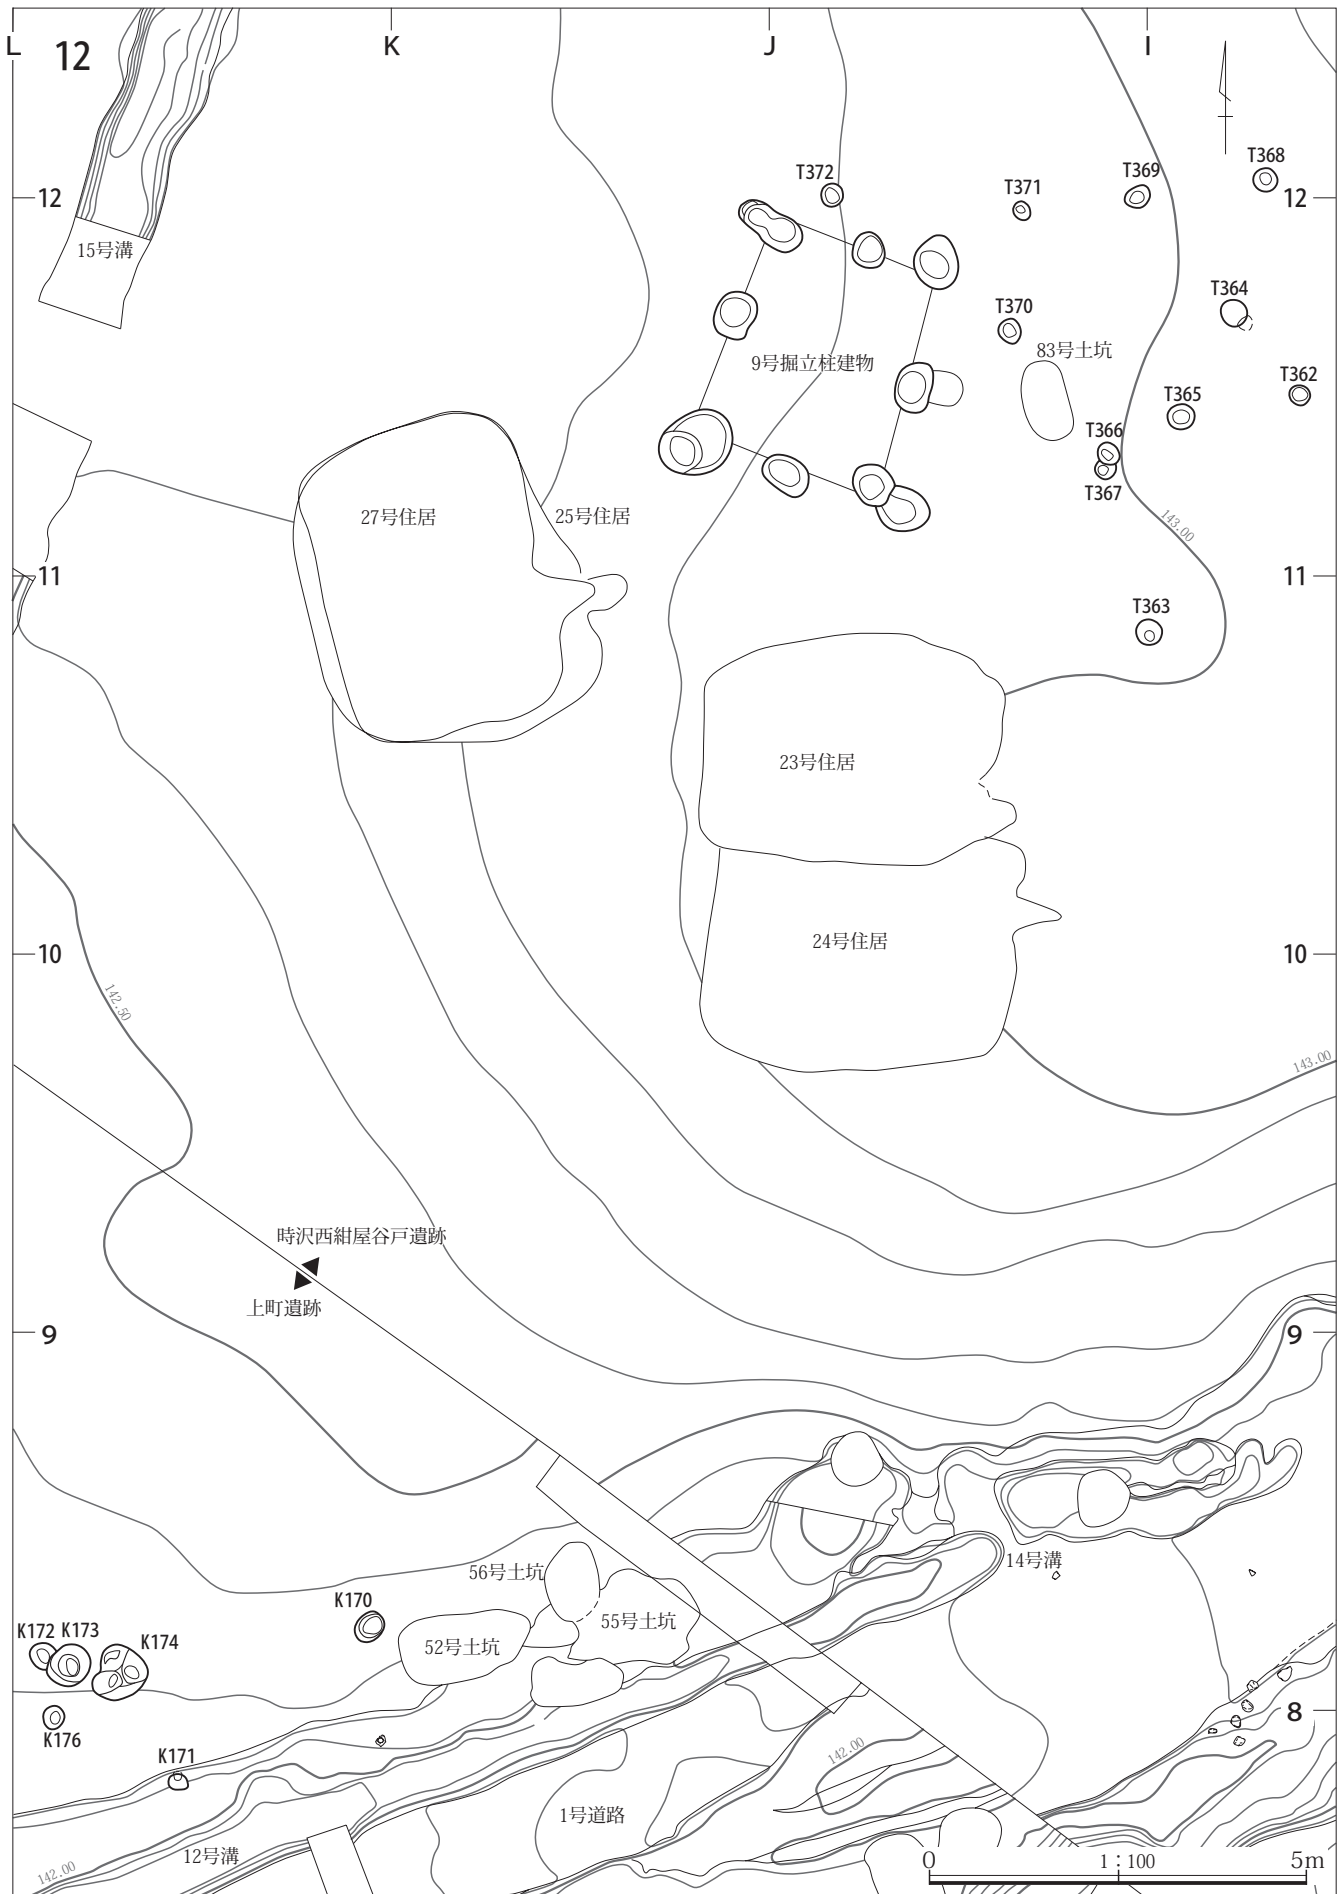 L
12
K
J
I
T368
T369
T372
T371
12
12
15号溝
T364
T370
83号土坑
9号掘立柱建物
T362
T365
T366
T367
27号住居
25号住居
143.00
11
11
T363
23号住居
24号住居
10
10
142.50
143.00
時沢西紺屋谷戸遺跡
上町遺跡
9
9
14号溝
56号土坑
K170
55号土坑
K172
K173
K174
52号土坑
8
K176
K171
142.00
1号道路
12号溝
142.00
0
1：100
5m